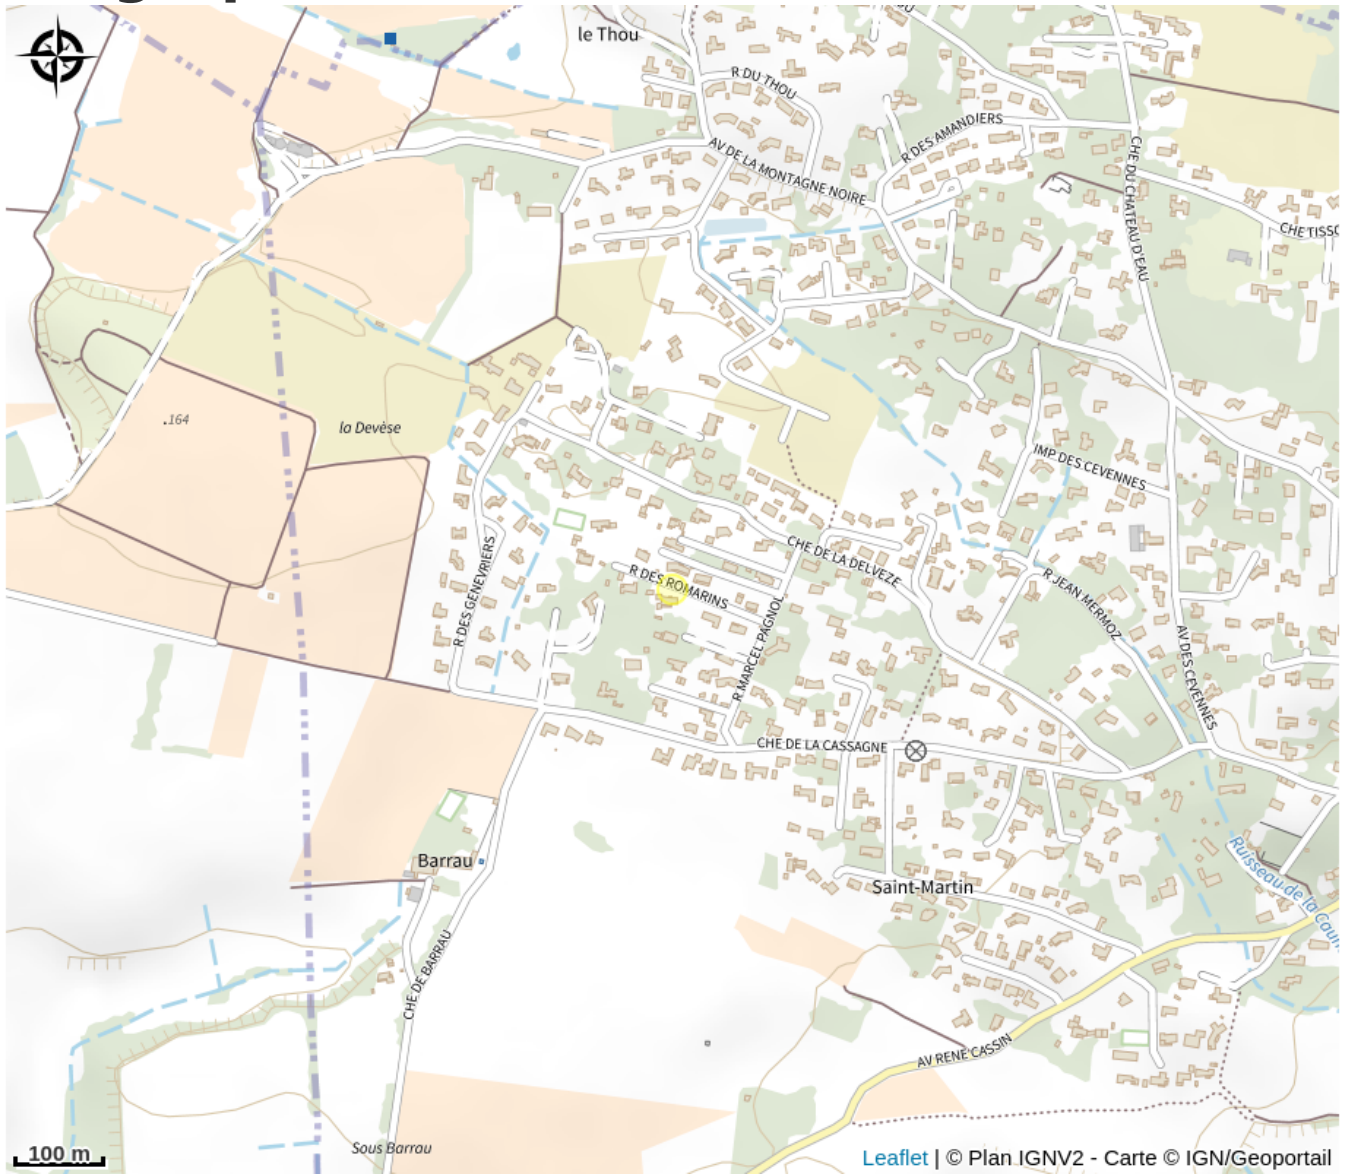 le Thou
R DU THOU
R DES AMANDIERS
AV DE LA MONTAGNE NOIRE
CHE DU CHATEAU D'EAU
CHE TISSO
.164
la Devèse
IMP DES CEVENNES
CHE DE LA DELVEZE
R DES GENEVRIERS
R DES ROMARINS
R JEAN MERMOZ
R MARCEL PAGNOL
AV DES CEVENNES
CHE DE LA CASSAGNE
Barrau
Ruisseau de la Caun
Saint-Martin
CHE DE BARRAU
AV RENE CASSIN
Sous Barrau
100 m
Leaflet | © Plan IGNV2 - Carte © IGN/Geoportail